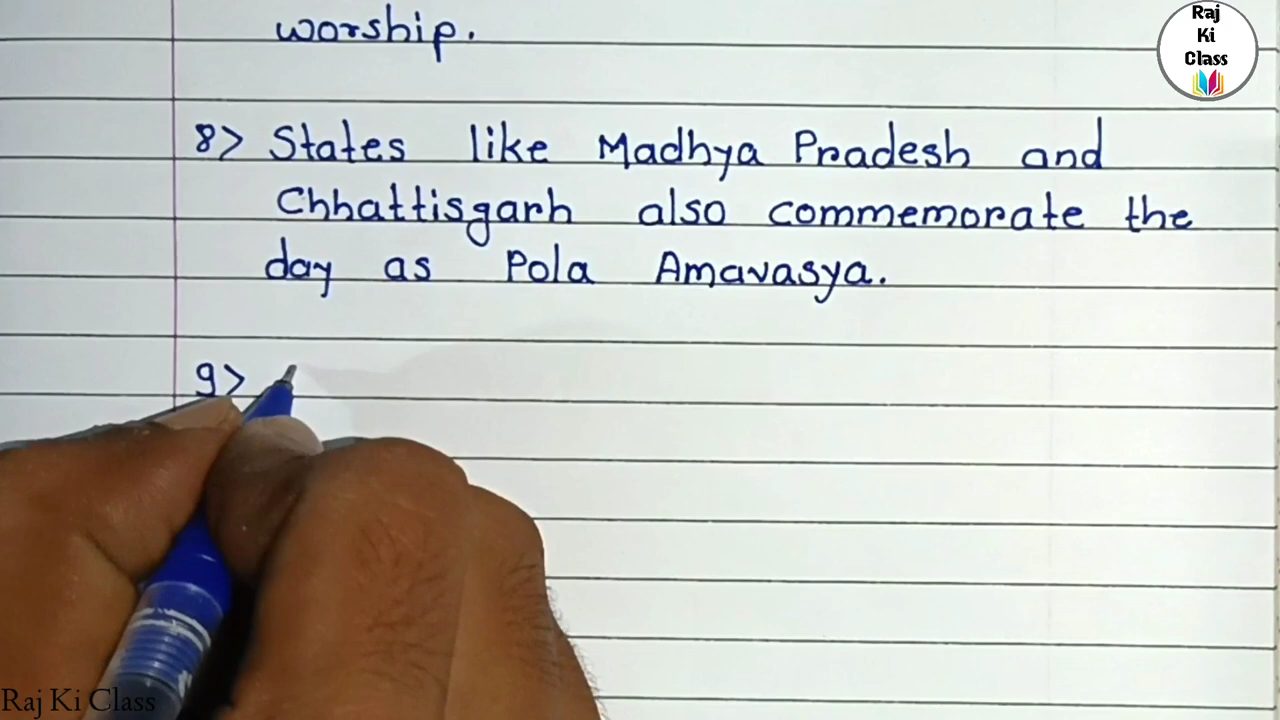 worship.
Raj
Ki
Class
8> States like Madhya Pradesh and
Chhattisgarh also commemorate the
day as Pola Amavasya.
9>
Raj Ki Class